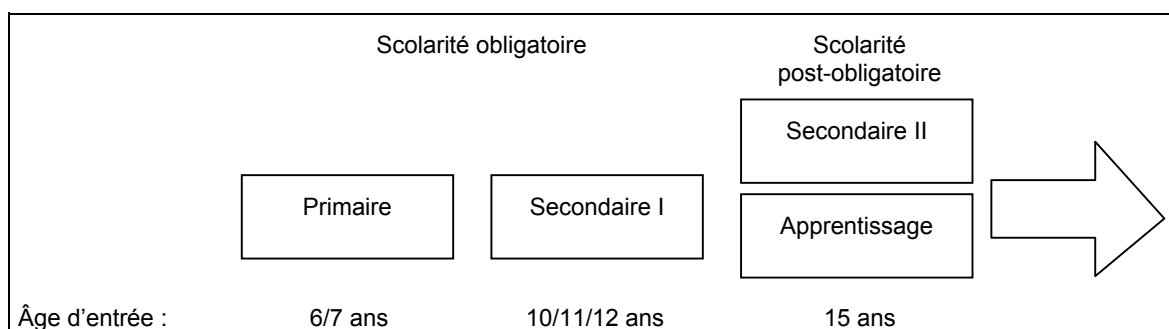 Scolarité obligatoire
Scolarité
post-obligatoire
Secondaire II
Primaire
Secondaire I
Apprentissage
Âge d’entrée :
6/7 ans
10/11/12 ans
15 ans